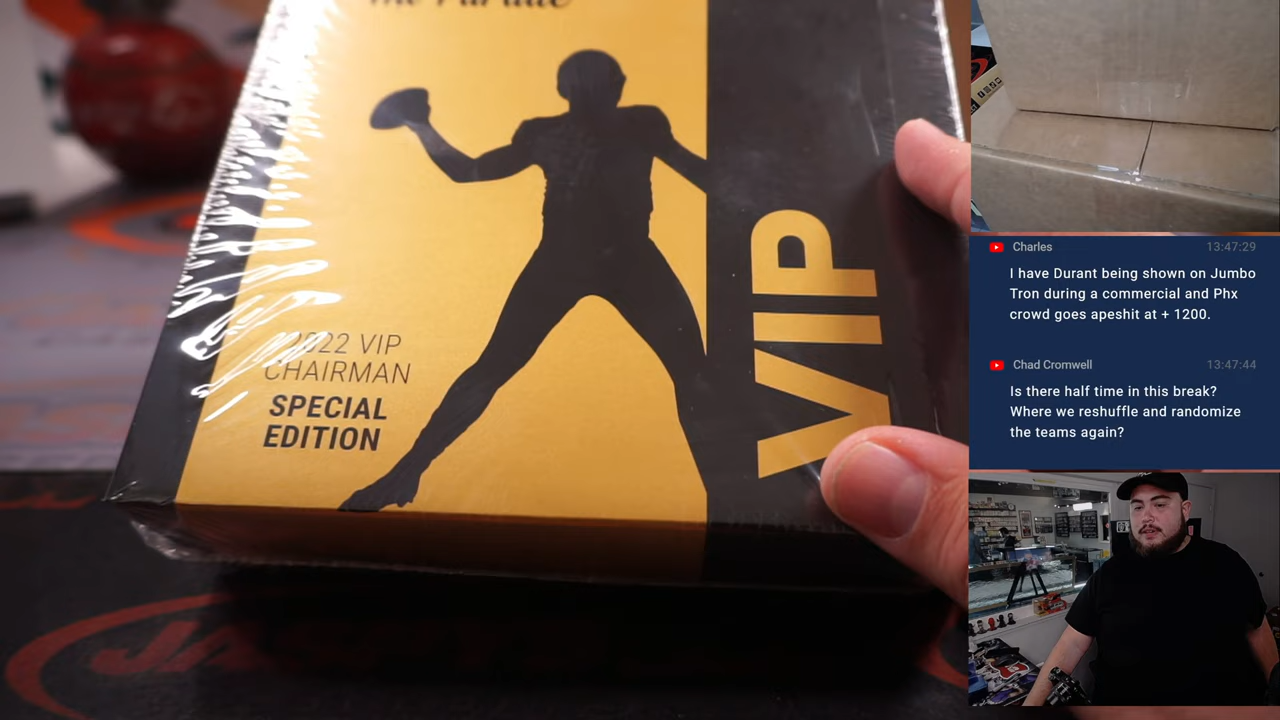 The Parade
2022 VIP
CHAIRMAN
SPECIAL
EDITION
VIP
Charles 13:47:29
I have Durant being shown on Jumbo
Tron during a commercial and Phx
crowd goes apeshit at + 1200.
Chad Cromwell 13:47:44
Is there half time in this break?
Where we reshuffle and randomize
the teams again?